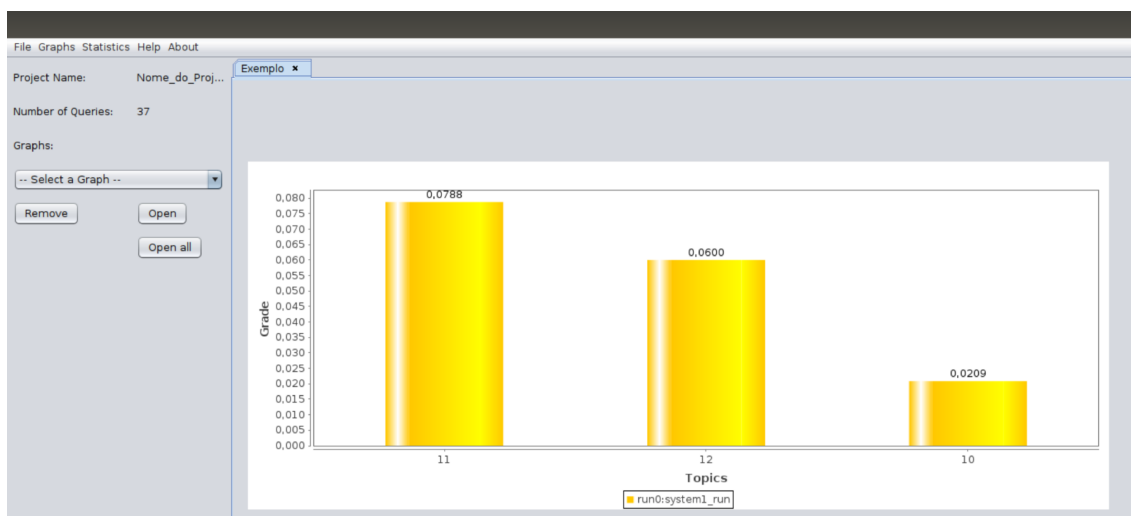 File Graphs Statistics Help About
Project Name: Nome_do_Proj...
Number of Queries: 37
Graphs:
-- Select a Graph --
Remove Open
Open all
Exemplo ×
0,080
0,075
0,070
0,065
0,060
0,055
0,050
0,045
0,040
0,035
0,030
0,025
0,020
0,015
0,010
0,005
0,000
Grade
0,0788
0,0600
0,0209
11 12 10
Topics
run0:system1_run